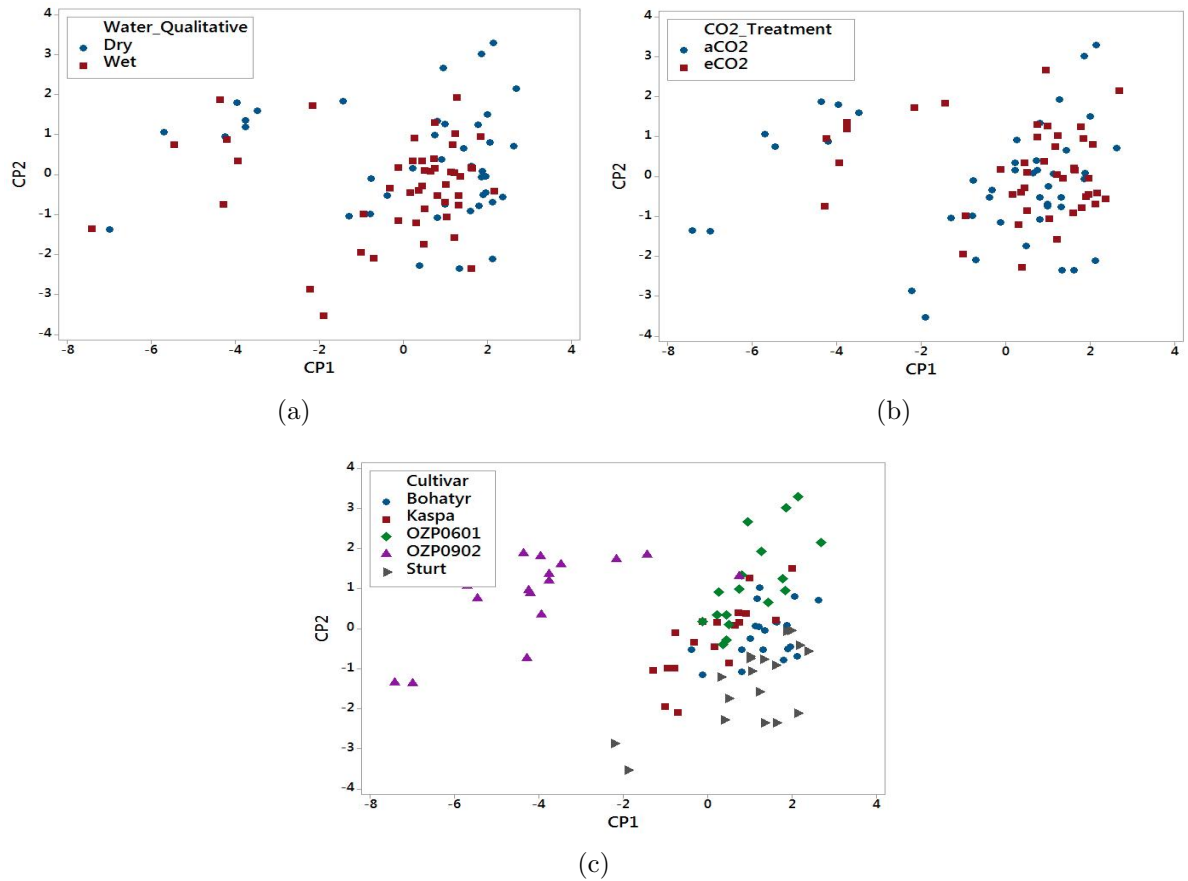 Water_Qualitative
Dry
Wet
4
3
2
1
0
-1
-2
-3
-4
CP2
-8
-6
-4
-2
0
2
4
CP1
(a)
CO2_Treatment
aCO2
eCO2
4
3
2
1
0
-1
-2
-3
-4
CP2
-8
-6
-4
-2
0
2
4
CP1
(b)
Cultivar
Bohatyr
Kaspa
OZP0601
OZP0902
Sturt
4
3
2
1
0
-1
-2
-3
-4
CP2
-8
-6
-4
-2
0
2
4
CP1
(c)